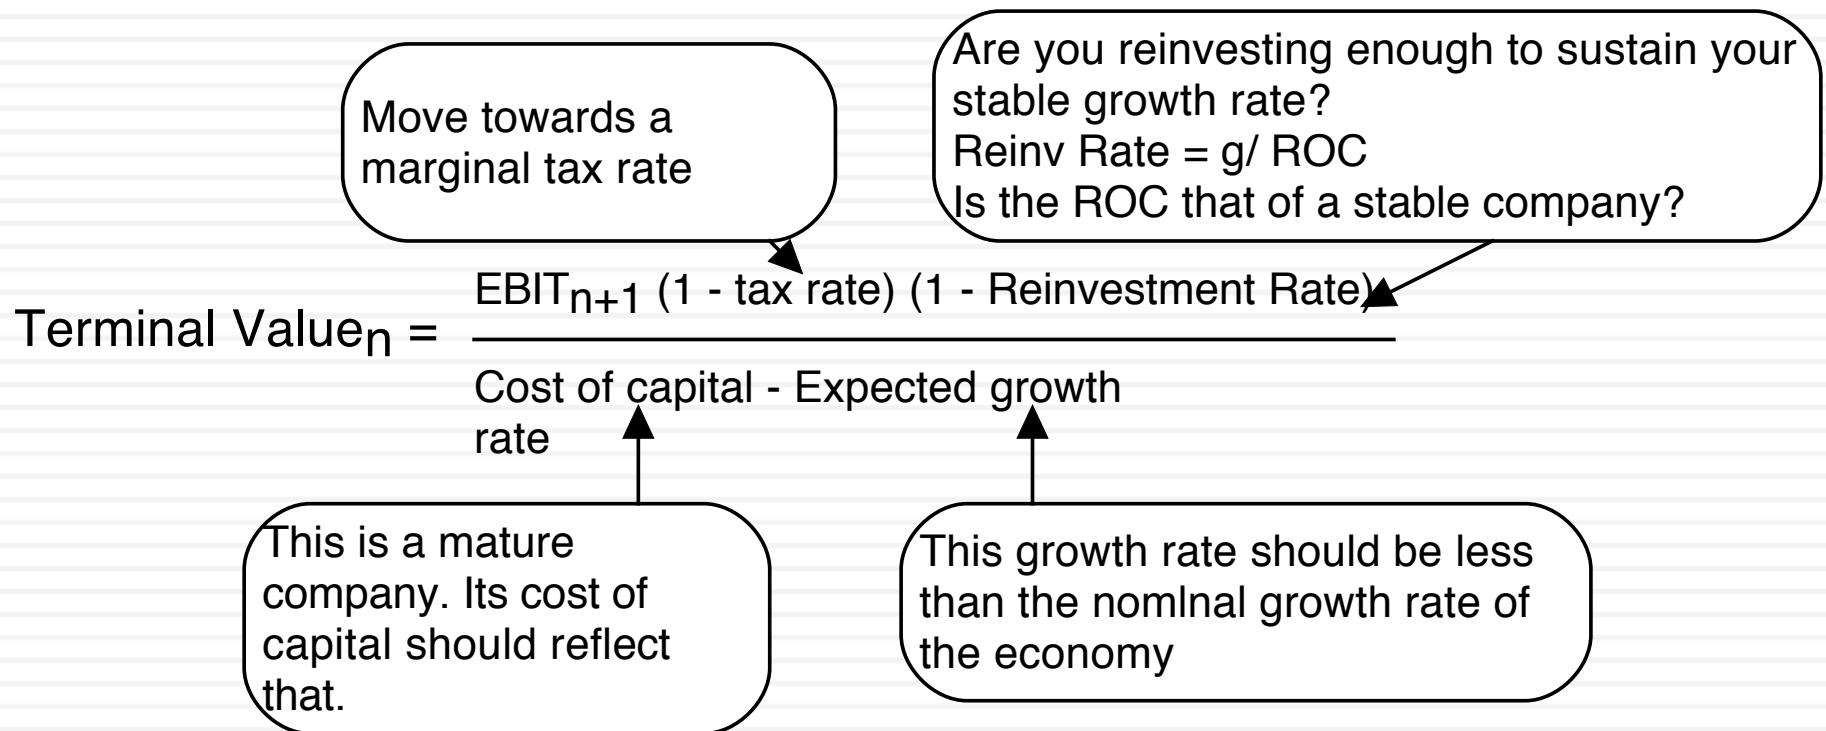 Are you reinvesting enough to sustain your
stable growth rate?
Reinv Rate = g/ ROC
Is the ROC that of a stable company?
Move towards a
marginal tax rate
EBITn+1 (1 - tax rate) (1 - Reinvestment Rate)
Terminal Valuen =
Cost of capital - Expected growth
rate
This is a mature
company. Its cost of
capital should reflect
that.
This growth rate should be less
than the nomInal growth rate of
the economy